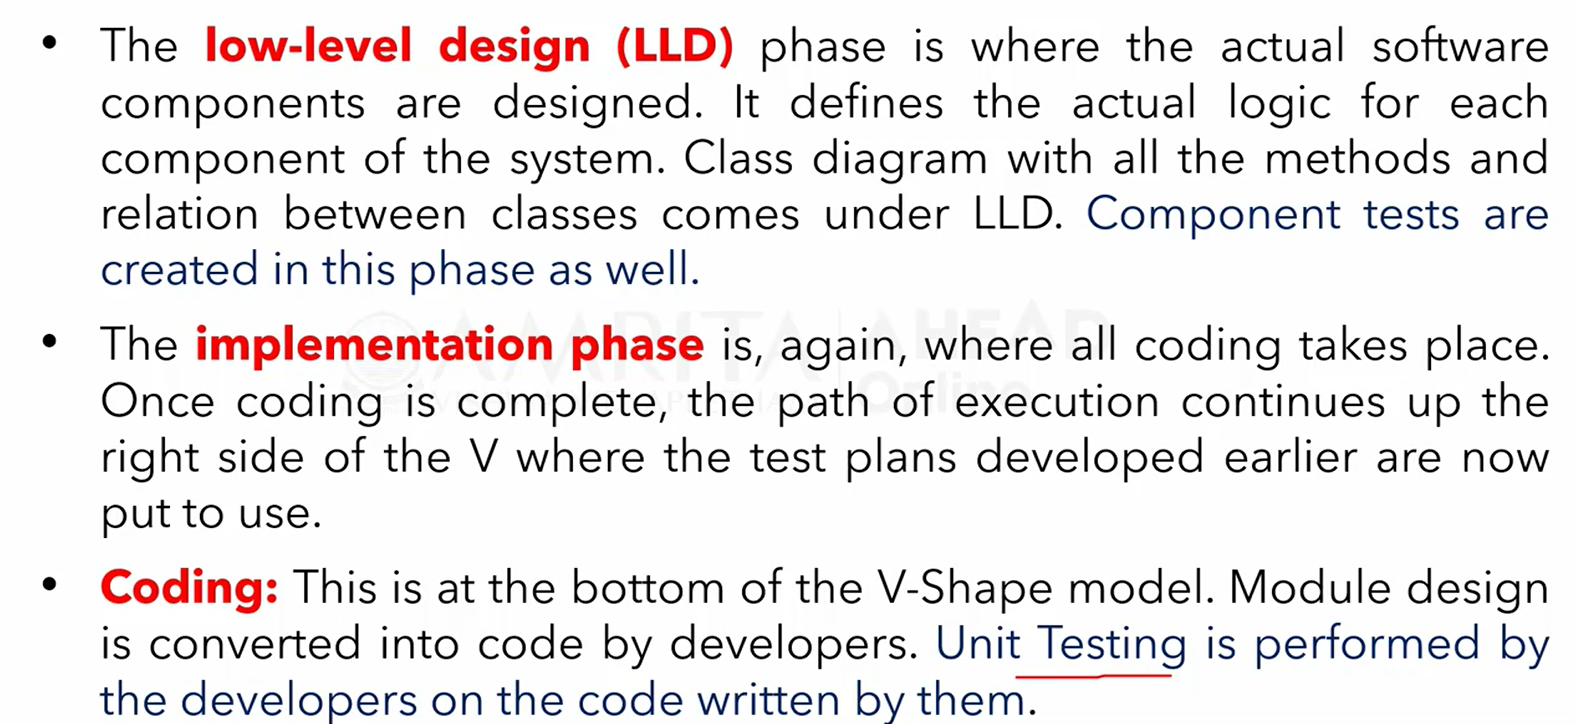 • The low-level design (LLD) phase is where the actual software
components are designed. It defines the actual logic for each
component of the system. Class diagram with all the methods and
relation between classes comes under LLD. Component tests are
created in this phase as well.
• The implementation phase is, again, where all coding takes place.
Once coding is complete, the path of execution continues up the
right side of the V where the test plans developed earlier are now
put to use.
• Coding: This is at the bottom of the V-Shape model. Module design
is converted into code by developers. Unit Testing is performed by
the developers on the code written by them.
AMRITA
AHEAD
Online